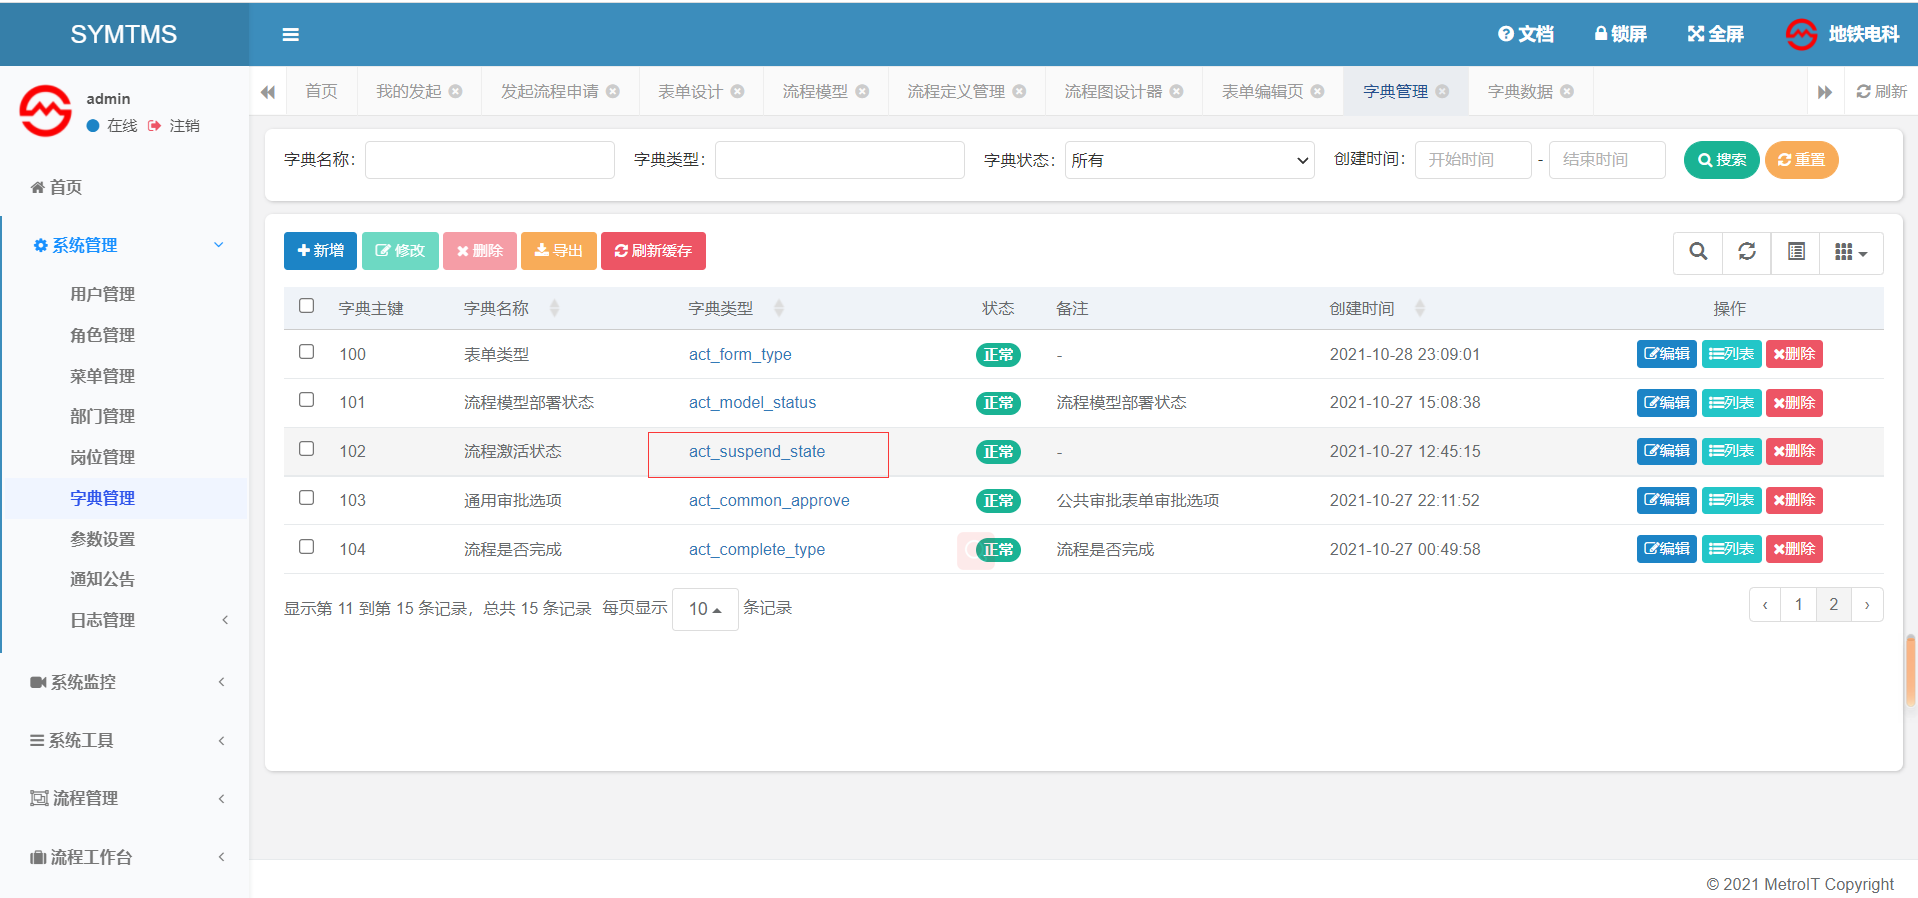 SYMTMS
文档 锁屏 全屏 地铁电科
admin
在线 注销
首页 我的发起 发起流程申请 表单设计 流程模型 流程定义管理 流程图设计器 表单编辑页 字典管理 字典数据 刷新
首页
系统管理
用户管理
角色管理
菜单管理
部门管理
岗位管理
字典管理
参数设置
通知公告
日志管理
系统监控
系统工具
流程管理
流程工作台
字典名称: 字典类型: 字典状态: 所有 创建时间: 开始时间 - 结束时间 搜索 重置
新增 修改 删除 导出 刷新缓存
字典主键 字典名称 字典类型 状态 备注 创建时间 操作
100 表单类型 act_form_type 正常 - 2021-10-28 23:09:01 编辑 列表 删除
101 流程模型部署状态 act_model_status 正常 流程模型部署状态 2021-10-27 15:08:38 编辑 列表 删除
102 流程激活状态 act_suspend_state 正常 - 2021-10-27 12:45:15 编辑 列表 删除
103 通用审批选项 act_common_approve 正常 公共审批表单审批选项 2021-10-27 22:11:52 编辑 列表 删除
104 流程是否完成 act_complete_type 正常 流程是否完成 2021-10-27 00:49:58 编辑 列表 删除
显示第 11 到第 15 条记录，总共 15 条记录 每页显示 10 条记录
‹ 1 2 ›
© 2021 MetroIT Copyright